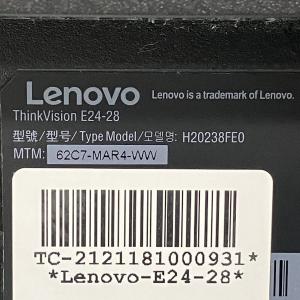 Lenovo Lenovo is a trademark of Lenovo.
ThinkVision E24-28
型號/型号/Type Model/모델명: H20238FE0
MTM: 62C7-MAR4-WW
TC-2121181000931*
*Lenovo-E24-28*